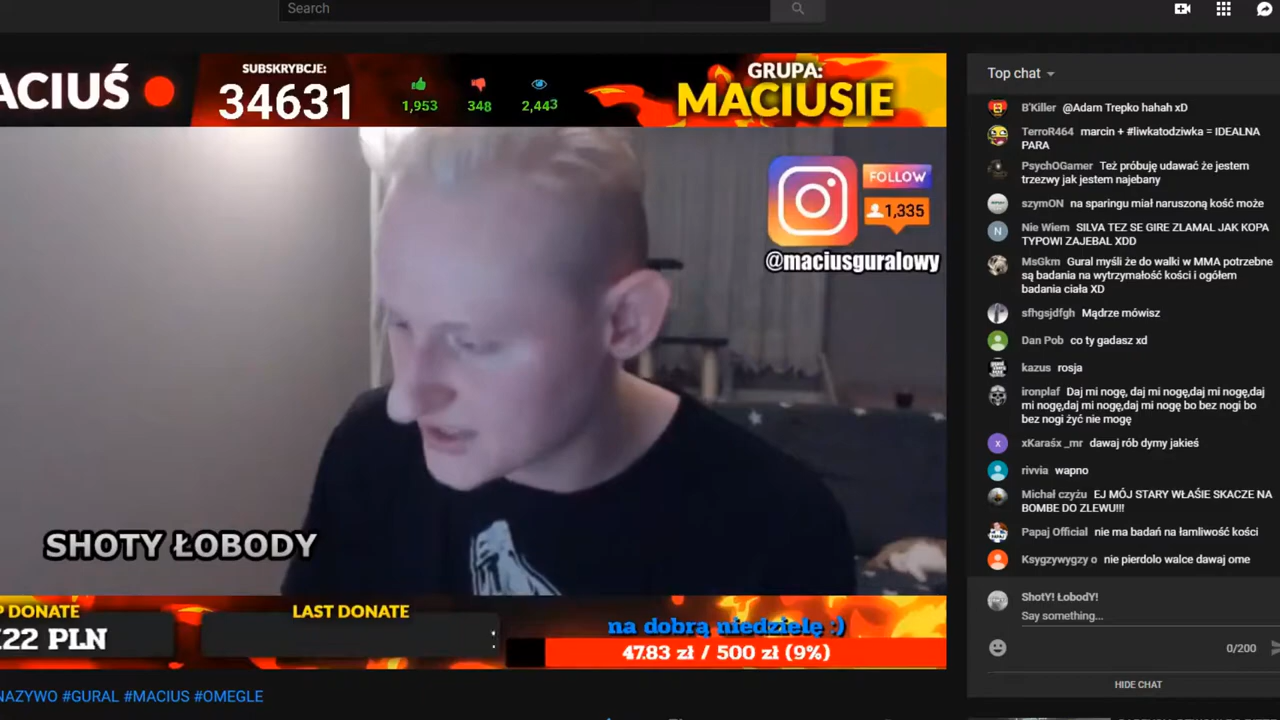 Search
ACIUŚ
SUBSKRYBCJE:
34631
1,953
348
2,443
GRUPA:
MACIUSIE
FOLLOW
1,335
@maciusguralowy
SHOTY ŁOBODY
P DONATE
22 PLN
LAST DONATE
na dobrą niedzielę :)
47.83 zł / 500 zł (9%)
NAZYWO #GURAL #MACIUS #OMEGLE
Top chat
B'Killer @Adam Trepko hahah xD
TerroR464 marcin + #liwkatodziwka = IDEALNA
PARA
PsychOGamer Też próbuję udawać że jestem
trzezwy jak jestem najebany
szymON na sparingu miał naruszoną kość może
Nie Wiem SILVA TEZ SE GIRE ZLAMAL JAK KOPA
TYPOWI ZAJEBAL XDD
MsGkm Gural myśli że do walki w MMA potrzebne
są badania na wytrzymałość kości i ogółem
badania ciała XD
sfhgsjdfgh Mądrze mówisz
Dan Pob co ty gadasz xd
kazus rosja
ironplaf Daj mi nogę, daj mi nogę,daj mi nogę,daj
mi nogę,daj mi nogę,daj mi nogę bo bez nogi bo
bez nogi żyć nie mogę
xKaraśx _mr dawaj rób dymy jakieś
rivvia wapno
Michał czyżu EJ MÓJ STARY WŁAŚIE SKACZE NA
BOMBE DO ZLEWU!!!
Papaj Official nie ma badań na łamliwość kości
Ksygzywygzy o nie pierdolo walce dawaj ome
ShotY! ŁobodY!
Say something...
0/200
HIDE CHAT